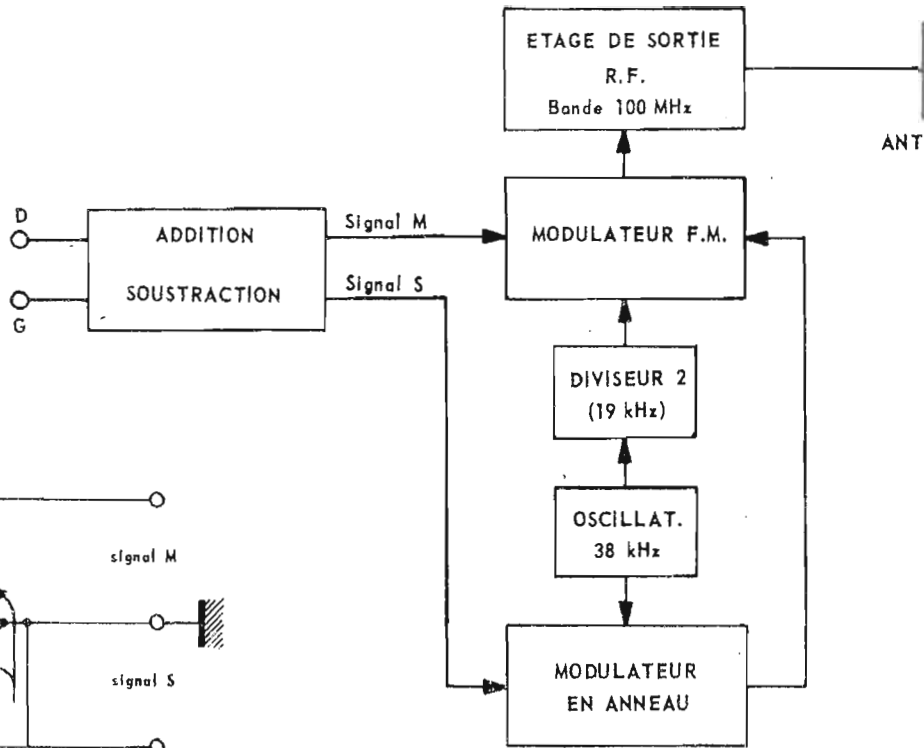 ETAGE DE SORTIE
R.F.
Bande 100 MHz
ANT
D
G
ADDITION
SOUSTRACTION
Signal M
Signal S
MODULATEUR F.M.
DIVISEUR 2
(19 kHz)
OSCILLAT.
38 kHz
MODULATEUR
EN ANNEAU
signal M
signal S